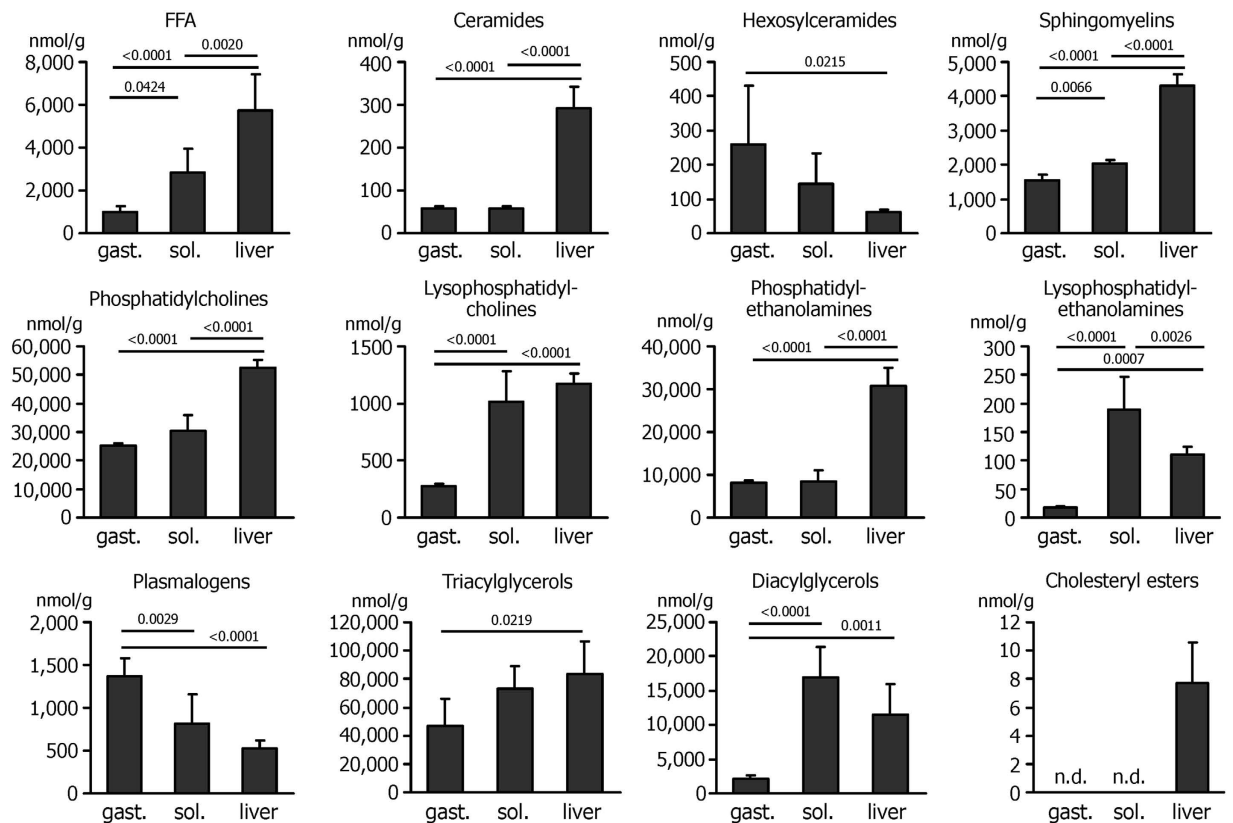 FFA
nmol/g
<0.0001
0.0020
0.0424
8,000
6,000
4,000
2,000
0
gast. sol. liver
Ceramides
nmol/g
<0.0001
<0.0001
400
300
200
100
0
gast. sol. liver
Hexosylceramides
nmol/g
0.0215
500
400
300
200
100
0
gast. sol. liver
Sphingomyelins
nmol/g
<0.0001
<0.0001
0.0066
5,000
4,000
3,000
2,000
1,000
0
gast. sol. liver
Phosphatidylcholines
nmol/g
<0.0001
<0.0001
60,000
50,000
40,000
30,000
20,000
10,000
0
gast. sol. liver
Lysophosphatidyl-
cholines
nmol/g
<0.0001
<0.0001
1500
1000
500
0
gast. sol. liver
Phosphatidyl-
ethanolamines
nmol/g
<0.0001
<0.0001
40,000
30,000
20,000
10,000
0
gast. sol. liver
Lysophosphatidyl-
ethanolamines
nmol/g
<0.0001
0.0026
0.0007
300
250
200
150
100
50
0
gast. sol. liver
Plasmalogens
nmol/g
0.0029
<0.0001
2,000
1,500
1,000
500
0
gast. sol. liver
Triacylglycerols
nmol/g
0.0219
120,000
100,000
80,000
60,000
40,000
20,000
0
gast. sol. liver
Diacylglycerols
nmol/g
<0.0001
0.0011
25,000
20,000
15,000
10,000
5,000
0
gast. sol. liver
Cholesteryl esters
nmol/g
12
10
8
6
4
2
0
n.d. n.d.
gast. sol. liver